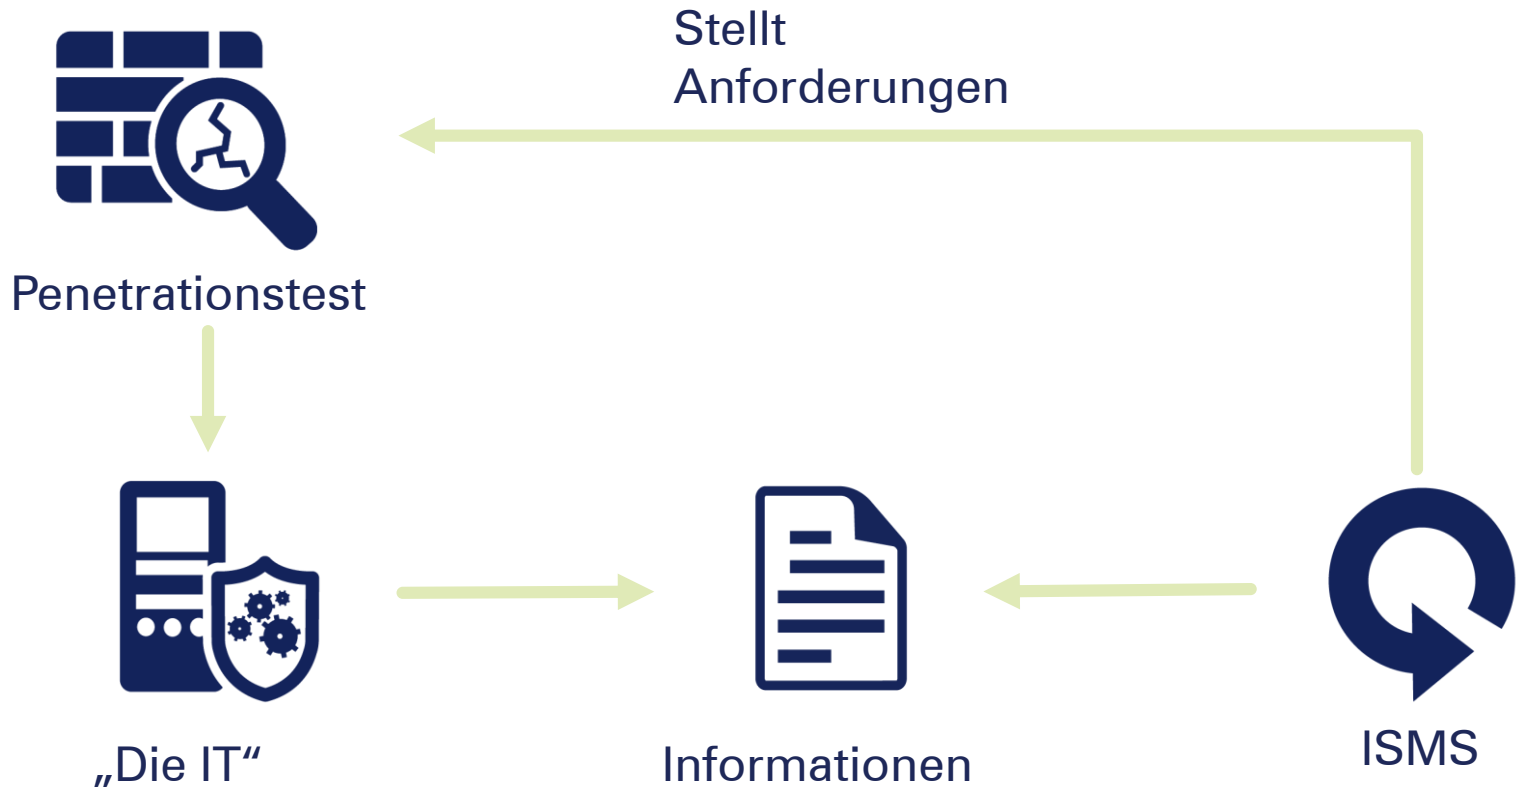 Stellt
Anforderungen
Penetrationstest
„Die IT“
Informationen
ISMS